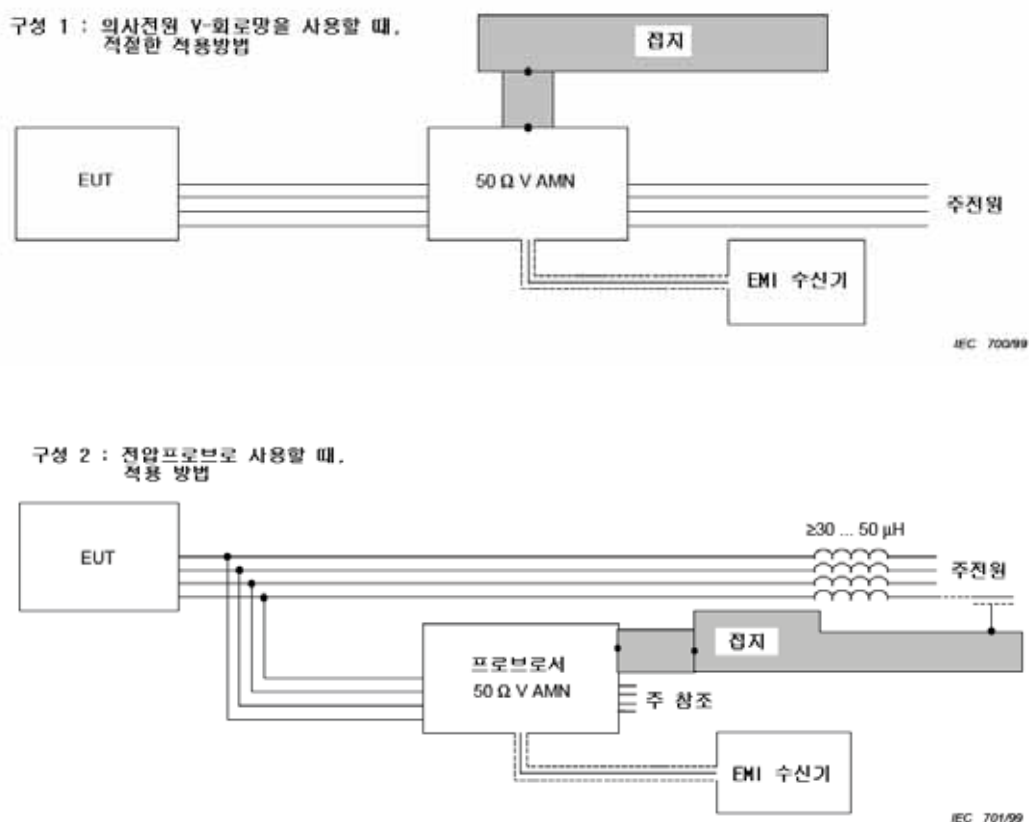 구성 1 : 의사전원 V-회로망을 사용할 때,
적절한 적용방법
접지
EUT
50 Ω V AMN
주전원
EMI 수신기
IEC 700/99
구성 2 : 전압프로브로 사용할 때,
적용 방법
EUT
≥30 ... 50 μH
주전원
접지
프로브로서
50 Ω V AMN
주 참조
EMI 수신기
IEC 701/99